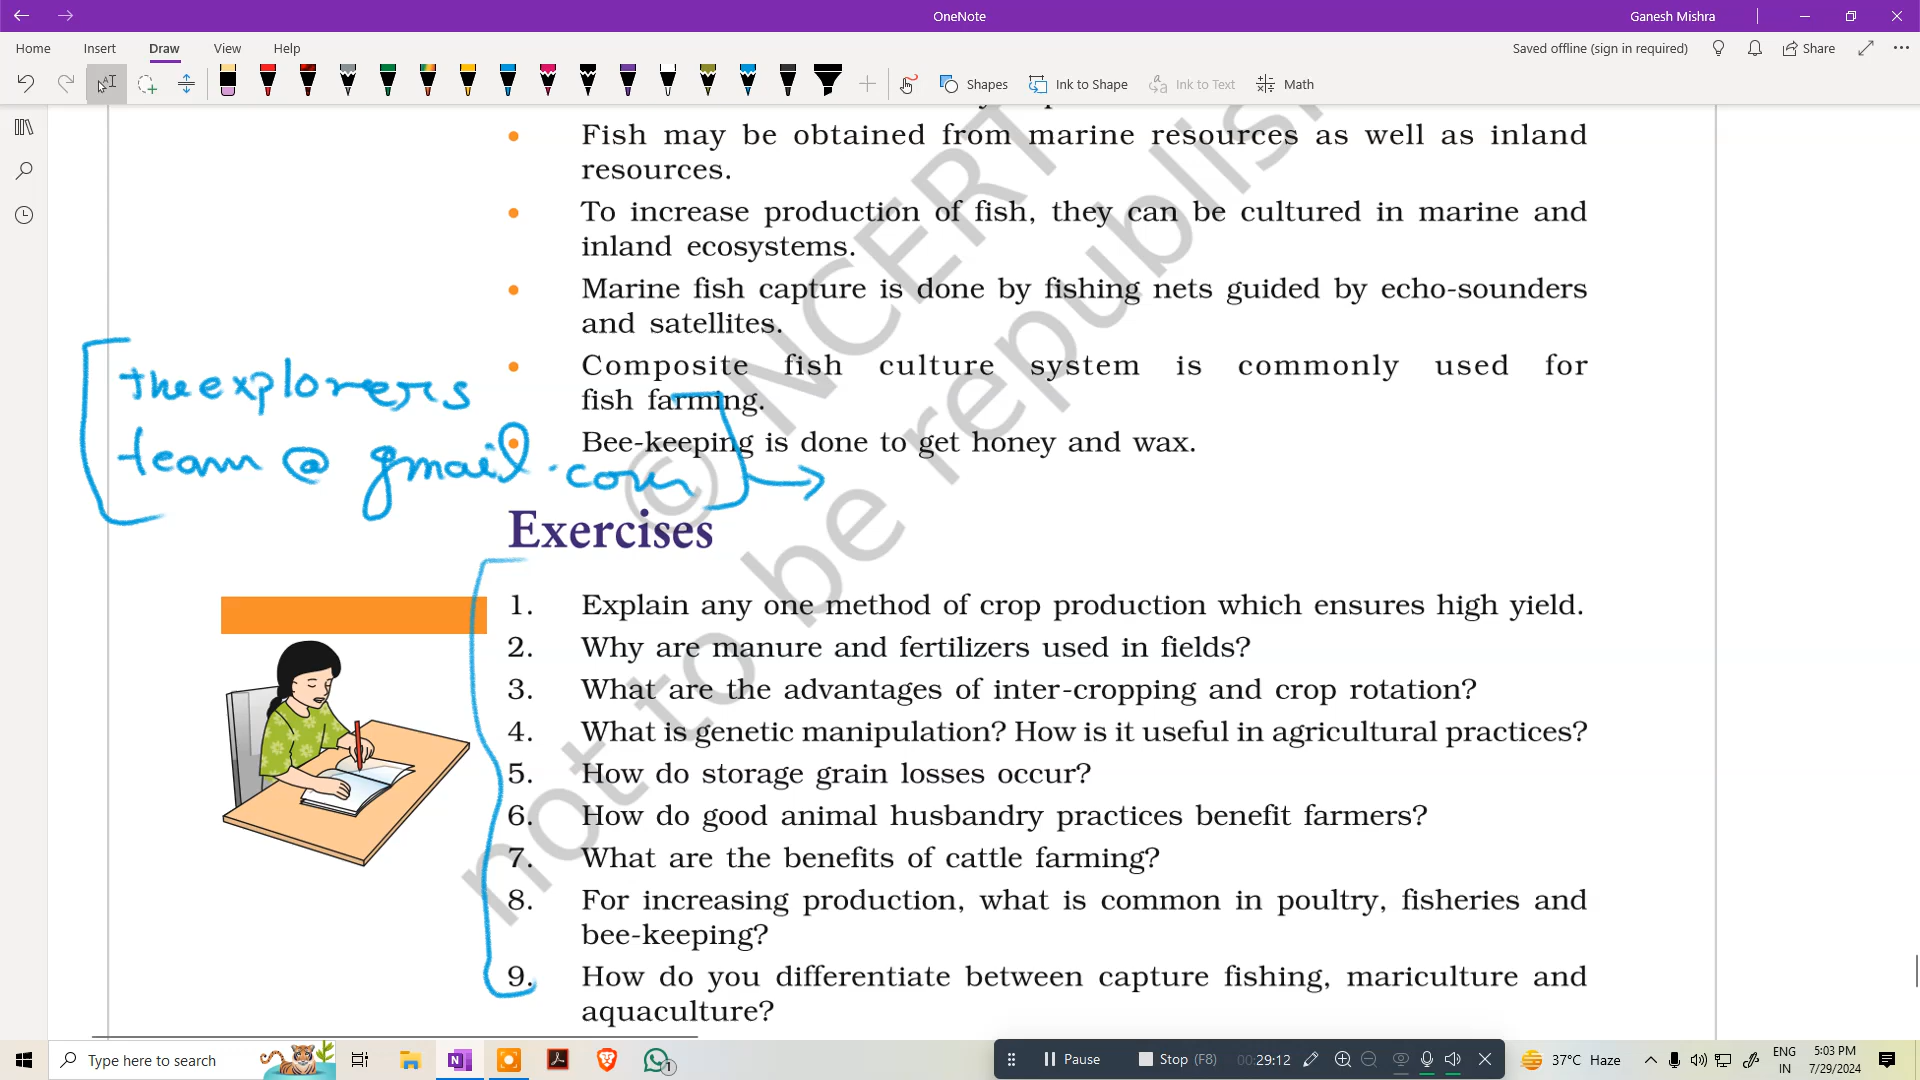 OneNote
Ganesh Mishra
Home Insert Draw View Help
Saved offline (sign in required)
Share
Shapes
Ink to Shape
Ink to Text
Math
Fish may be obtained from marine resources as well as inland
resources.
To increase production of fish, they can be cultured in marine and
inland ecosystems.
Marine fish capture is done by fishing nets guided by echo-sounders
and satellites.
Composite fish culture system is commonly used for
fish farming.
Bee-keeping is done to get honey and wax.
theexplorers
team @ gmail.com
© NCERT
not to be republis
Exercises
1. Explain any one method of crop production which ensures high yield.
2. Why are manure and fertilizers used in fields?
3. What are the advantages of inter-cropping and crop rotation?
4. What is genetic manipulation? How is it useful in agricultural practices?
5. How do storage grain losses occur?
6. How do good animal husbandry practices benefit farmers?
7. What are the benefits of cattle farming?
8. For increasing production, what is common in poultry, fisheries and
bee-keeping?
9. How do you differentiate between capture fishing, mariculture and
aquaculture?
Type here to search
1
Pause
Stop (F8)
00:29:12
37°C Haze
ENG
IN
5:03 PM
7/29/2024